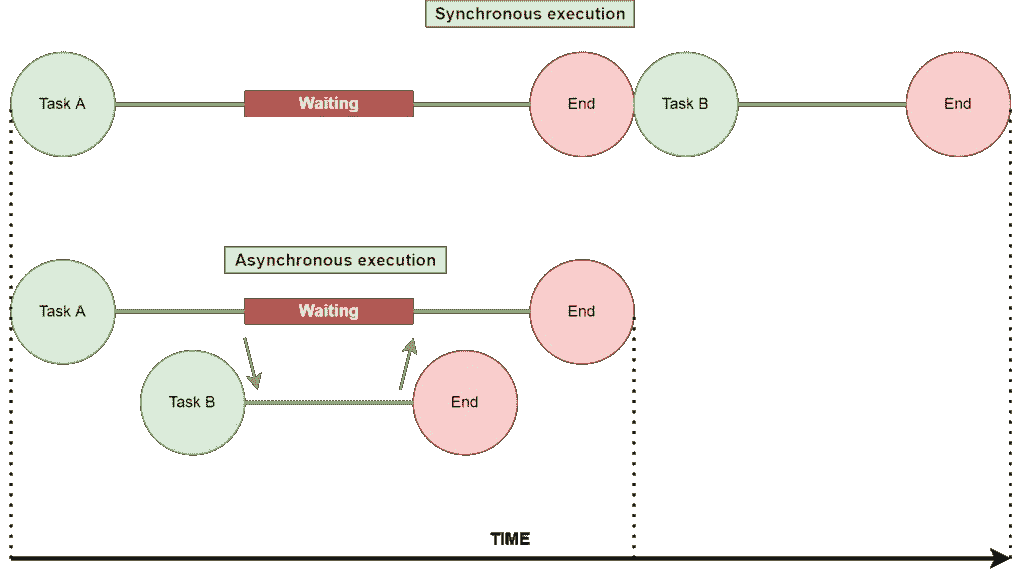 Synchronous execution
Task A
Waiting
End
Task B
End
Asynchronous execution
Task A
Waiting
End
Task B
End
TIME